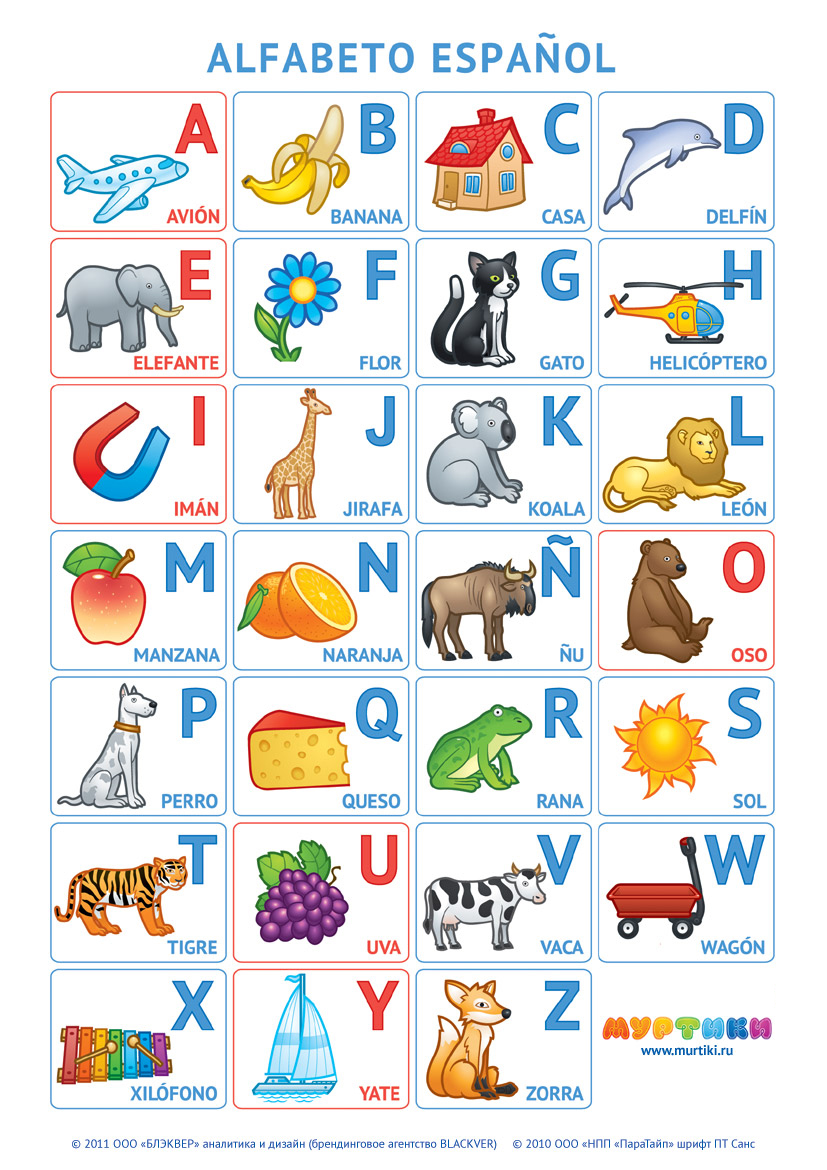 ALFABETO ESPAÑOL
A
AVIÓN
B
BANANA
C
CASA
D
DELFÍN
E
ELEFANTE
F
FLOR
G
GATO
H
HELICÓPTERO
I
IMÁN
J
JIRAFA
K
KOALA
L
LEÓN
M
MANZANA
N
NARANJA
Ñ
ÑU
O
OSO
P
PERRO
Q
QUESO
R
RANA
S
SOL
T
TIGRE
U
UVA
V
VACA
W
WAGÓN
X
XILÓFONO
Y
YATE
Z
ZORRA
МУРТИКИ
www.murtiki.ru
© 2011 ООО «БЛЭКВЕР» аналитика и дизайн (брендинговое агентство BLACKVER) © 2010 ООО «НПП «ПараТайп» шрифт ПТ Санс